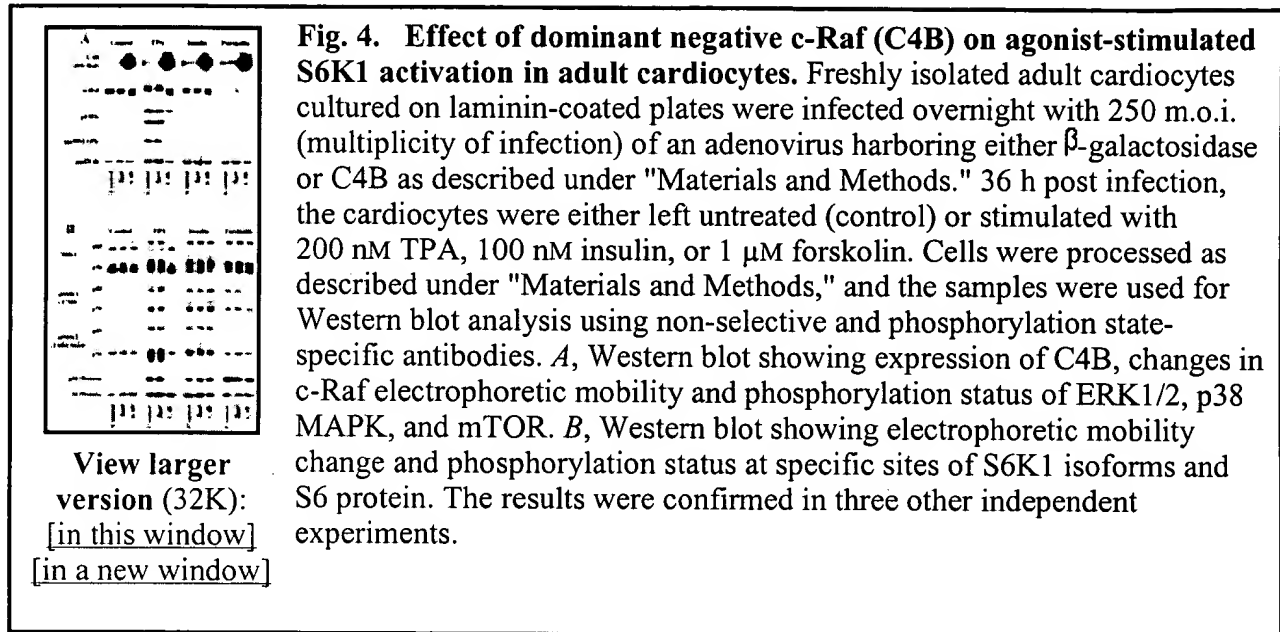 A
B
View larger
version (32K):
[in this window]
[in a new window]
Fig. 4. Effect of dominant negative c-Raf (C4B) on agonist-stimulated
S6K1 activation in adult cardiocytes. Freshly isolated adult cardiocytes
cultured on laminin-coated plates were infected overnight with 250 m.o.i.
(multiplicity of infection) of an adenovirus harboring either β-galactosidase
or C4B as described under "Materials and Methods." 36 h post infection,
the cardiocytes were either left untreated (control) or stimulated with
200 nM TPA, 100 nM insulin, or 1 µM forskolin. Cells were processed as
described under "Materials and Methods," and the samples were used for
Western blot analysis using non-selective and phosphorylation state-
specific antibodies. A, Western blot showing expression of C4B, changes in
c-Raf electrophoretic mobility and phosphorylation status of ERK1/2, p38
MAPK, and mTOR. B, Western blot showing electrophoretic mobility
change and phosphorylation status at specific sites of S6K1 isoforms and
S6 protein. The results were confirmed in three other independent
experiments.